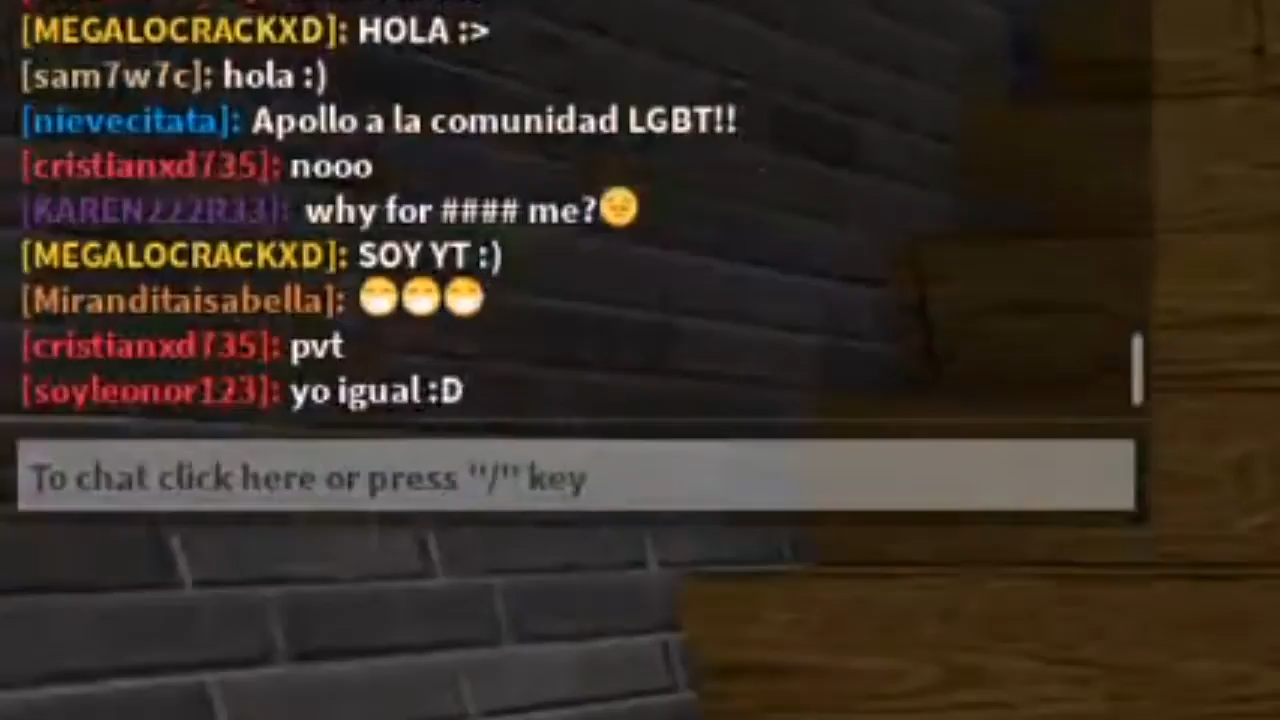 [MEGALOCRACKXD]: HOLA :>
[sam7w7c]: hola :)
[nievecitata]: Apollo a la comunidad LGBT!!
[cristianxd735]: nooo
[KAREN222R33]: why for #### me?😔
[MEGALOCRACKXD]: SOY YT :)
[Miranditaisabella]: 😁😁😁
[cristianxd735]: pvt
[soyleonor123]: yo igual :D
To chat click here or press "/" key